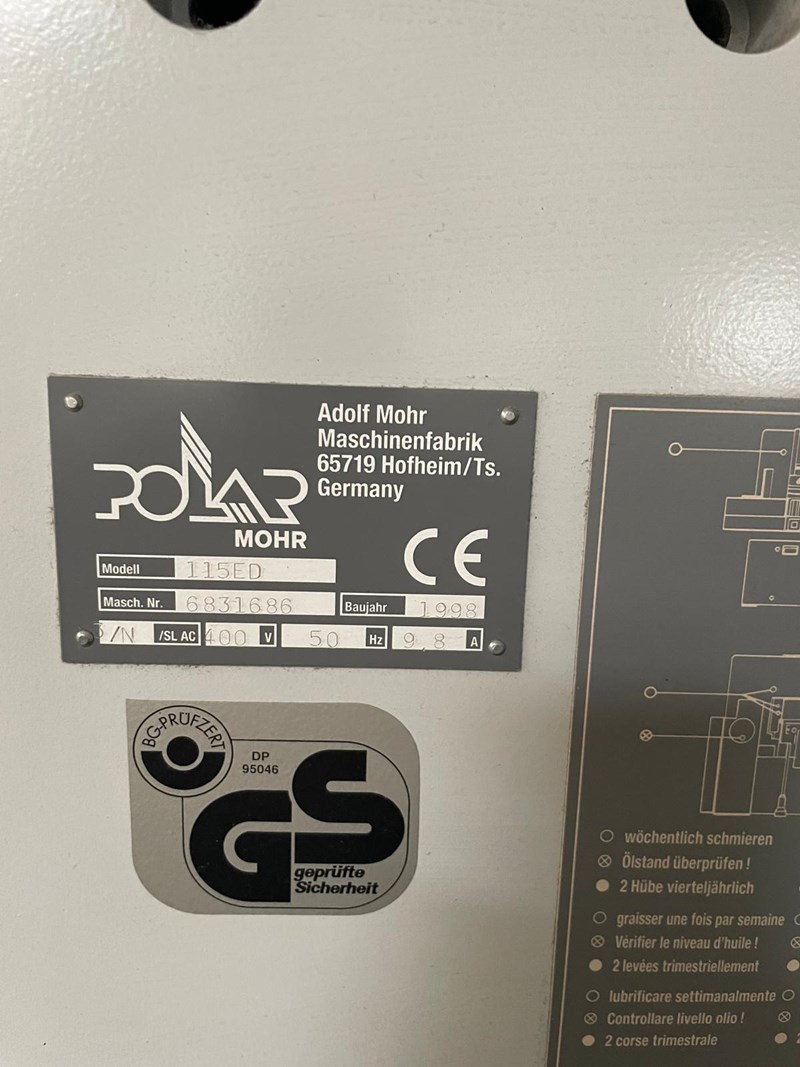 POLAR
MOHR
Adolf Mohr
Maschinenfabrik
65719 Hofheim/Ts.
Germany
CE
Modell 115ED
Masch. Nr. 6831686 Baujahr 1998
3/N /SL AC 400 V 50 Hz 9,8 A
BG-PRÜFZERT
DP
95046
GS
geprüfte
Sicherheit
wöchentlich schmieren
Ölstand überprüfen !
2 Hübe vierteljährlich
graisser une fois par semaine
Vérifier le niveau d'huile !
2 levées trimestriellement
lubrificare settimanalmente
Controllare livello olio !
2 corse trimestrale